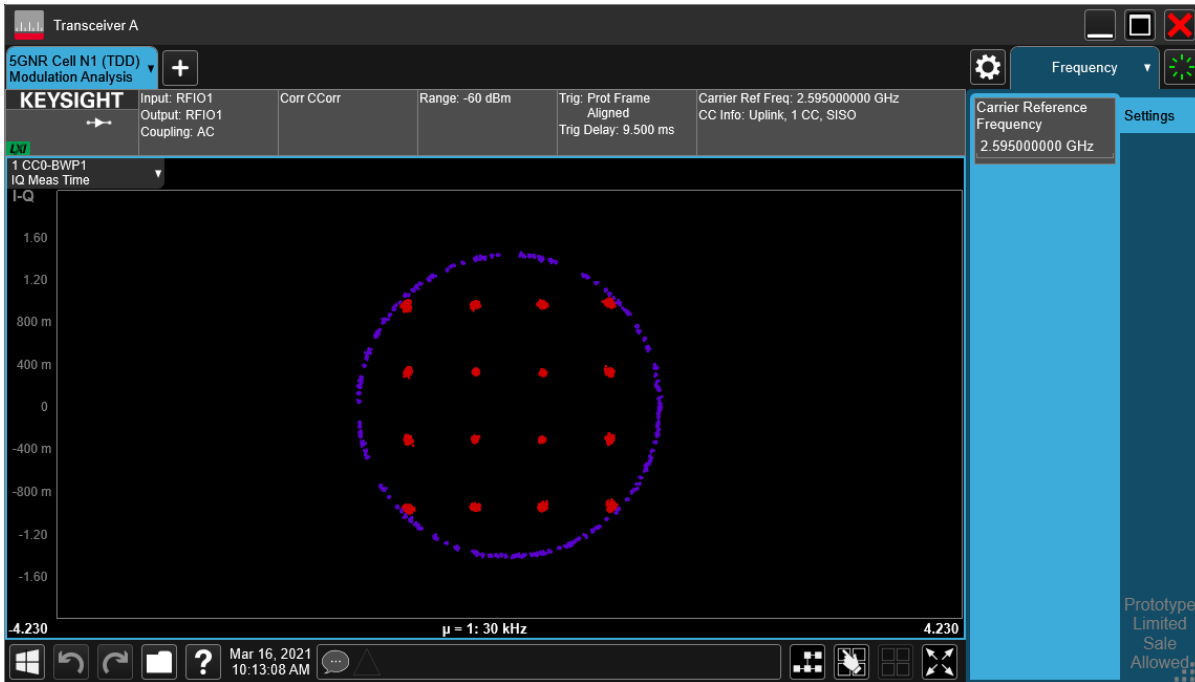 Transceiver A
5GNR Cell N1 (TDD)
Modulation Analysis
Frequency
KEYSIGHT
LXI
Input: RFIO1
Output: RFIO1
Coupling: AC
Corr CCorr
Range: -60 dBm
Trig: Prot Frame
Aligned
Trig Delay: 9.500 ms
Carrier Ref Freq: 2.595000000 GHz
CC Info: Uplink, 1 CC, SISO
Carrier Reference
Frequency
2.595000000 GHz
Settings
1 CC0-BWP1
IQ Meas Time
I-Q
1.60
1.20
800 m
400 m
0
-400 m
-800 m
-1.20
-1.60
-4.230
μ = 1: 30 kHz
4.230
Prototype
Limited
Sale
Allowed
?
Mar 16, 2021
10:13:08 AM